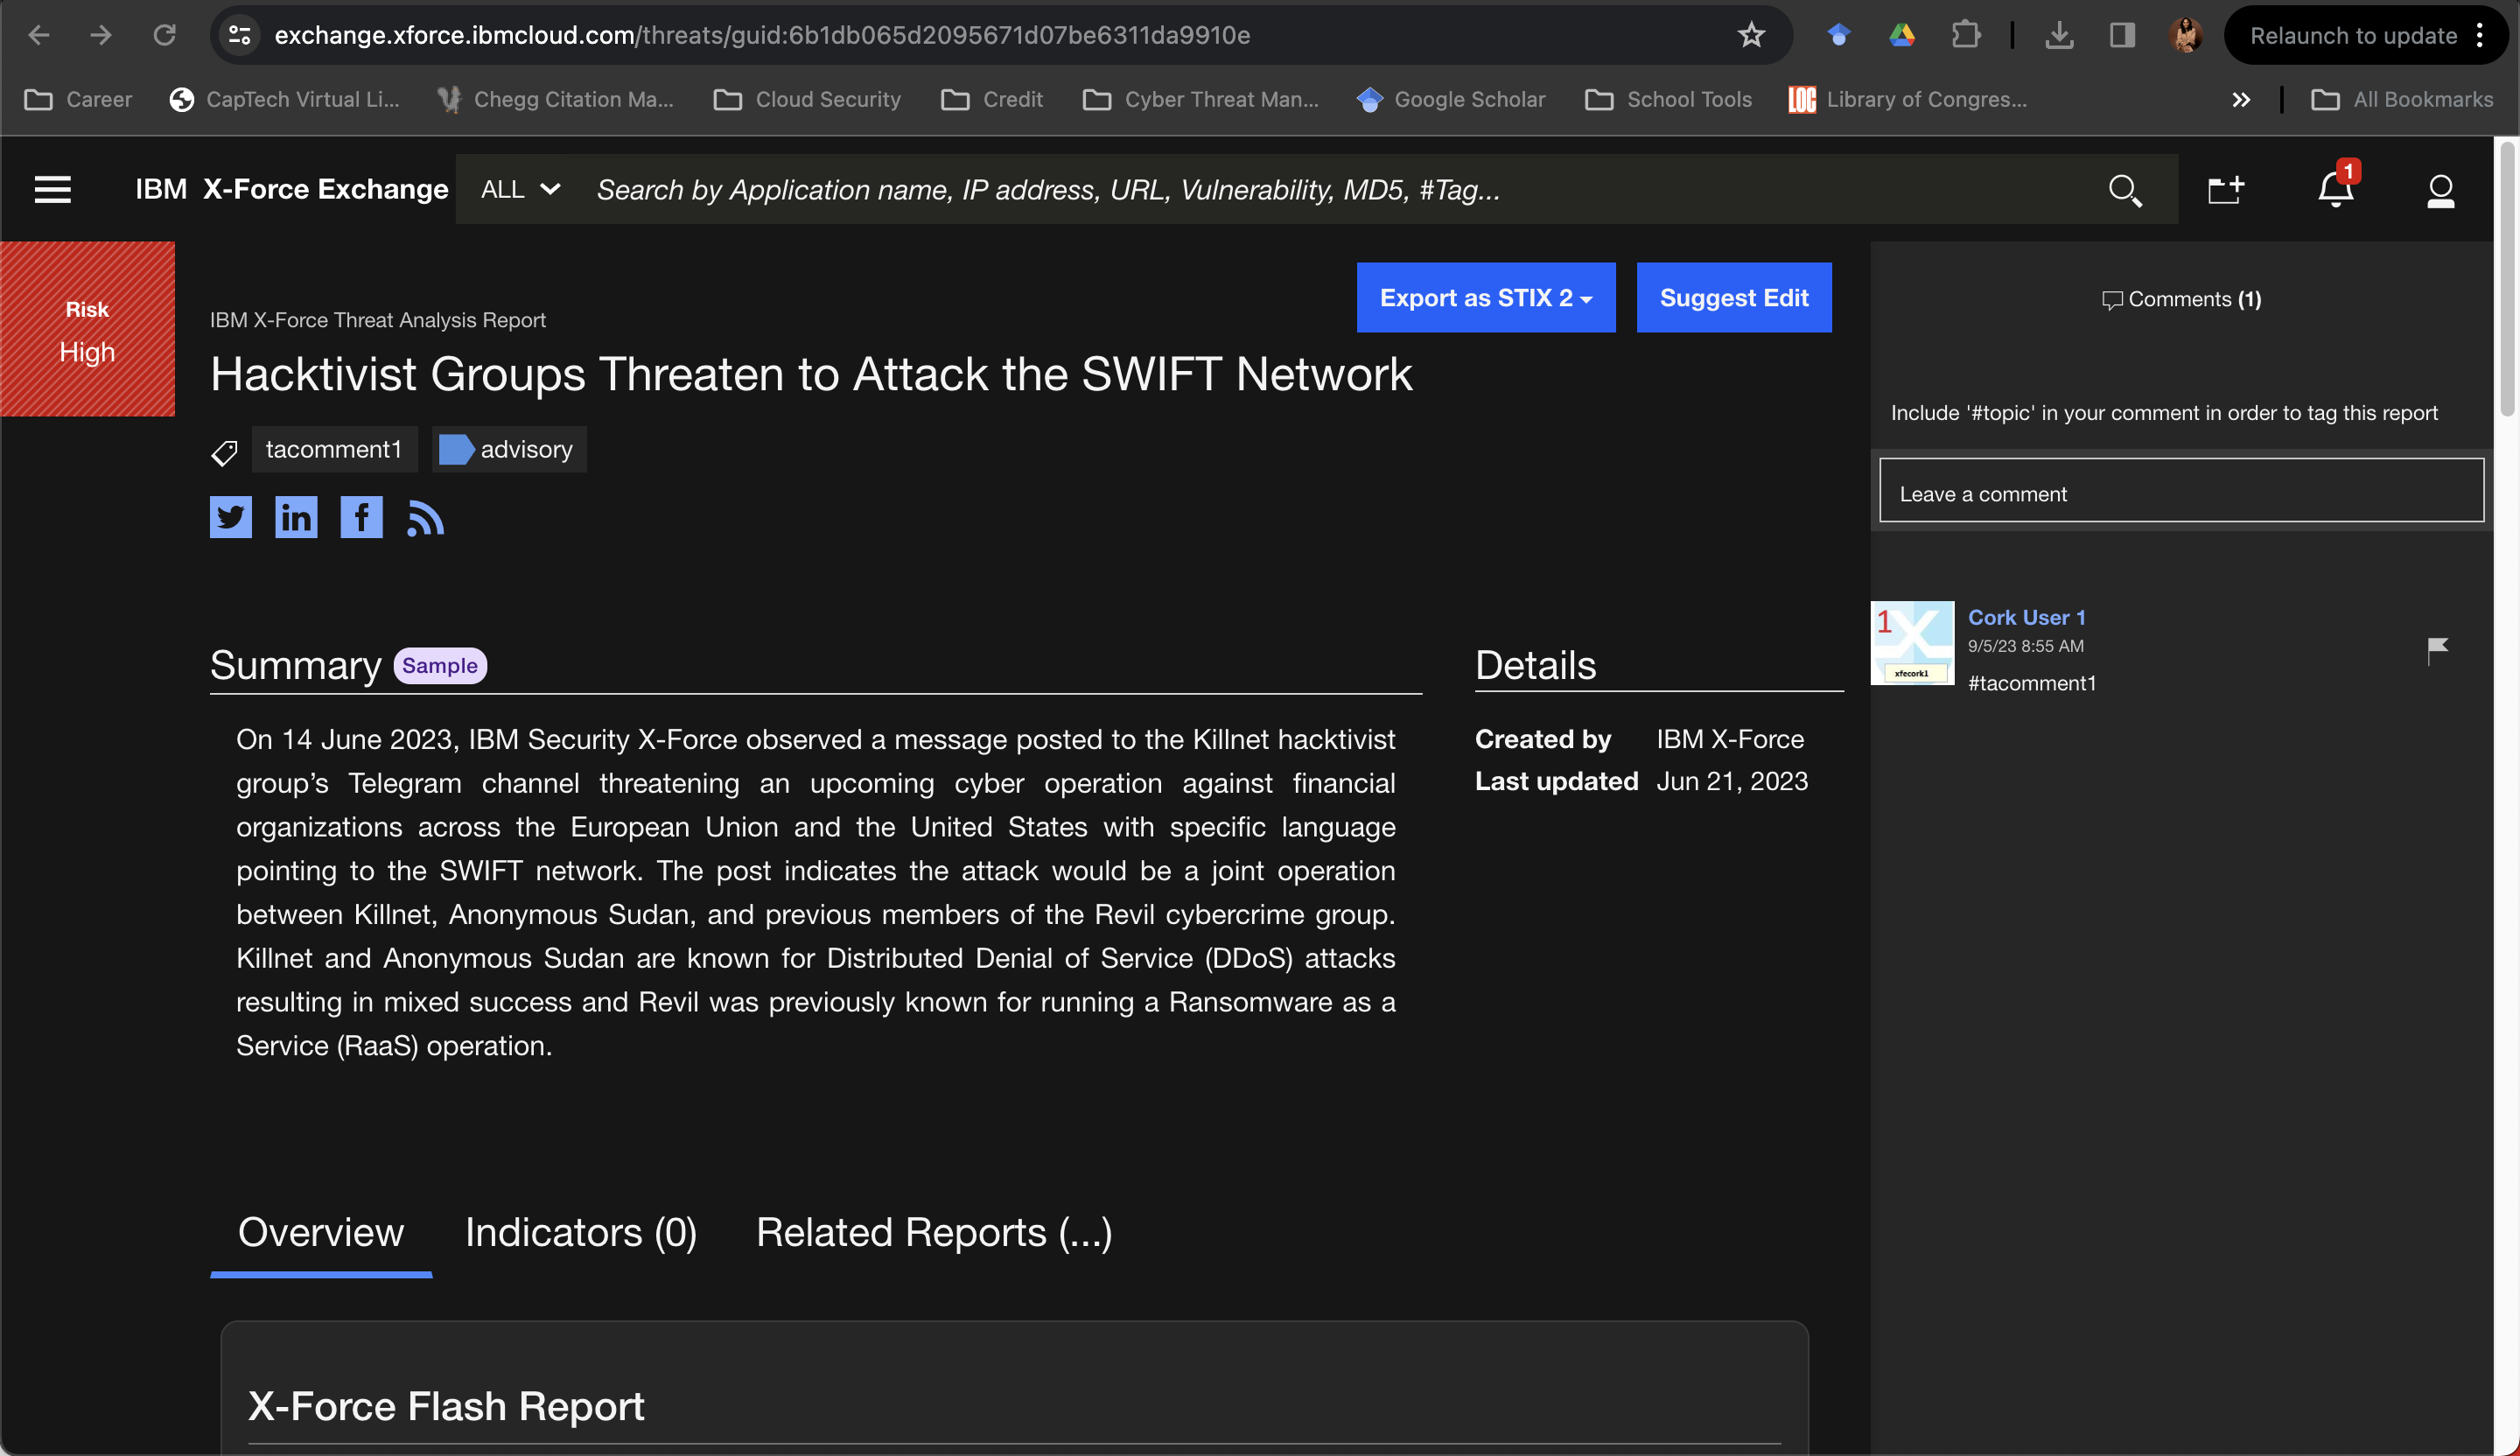 exchange.xforce.ibmcloud.com/threats/guid:6b1db065d2095671d07be6311da9910e
Relaunch to update
Career
CapTech Virtual Li...
Chegg Citation Ma...
Cloud Security
Credit
Cyber Threat Man...
Google Scholar
School Tools
LOC
Library of Congres...
»
All Bookmarks
IBM X-Force Exchange
ALL
Search by Application name, IP address, URL, Vulnerability, MD5, #Tag...
1
Risk
High
IBM X-Force Threat Analysis Report
Export as STIX 2
Suggest Edit
Hacktivist Groups Threaten to Attack the SWIFT Network
tacomment1
advisory
in
f
Summary
Sample
On 14 June 2023, IBM Security X-Force observed a message posted to the Killnet hacktivist
group’s Telegram channel threatening an upcoming cyber operation against financial
organizations across the European Union and the United States with specific language
pointing to the SWIFT network. The post indicates the attack would be a joint operation
between Killnet, Anonymous Sudan, and previous members of the Revil cybercrime group.
Killnet and Anonymous Sudan are known for Distributed Denial of Service (DDoS) attacks
resulting in mixed success and Revil was previously known for running a Ransomware as a
Service (RaaS) operation.
Details
Created by IBM X-Force
Last updated Jun 21, 2023
Overview
Indicators (0)
Related Reports (...)
X-Force Flash Report
Comments (1)
Include '#topic' in your comment in order to tag this report
Leave a comment
1
X
xfecork1
Cork User 1
9/5/23 8:55 AM
#tacomment1